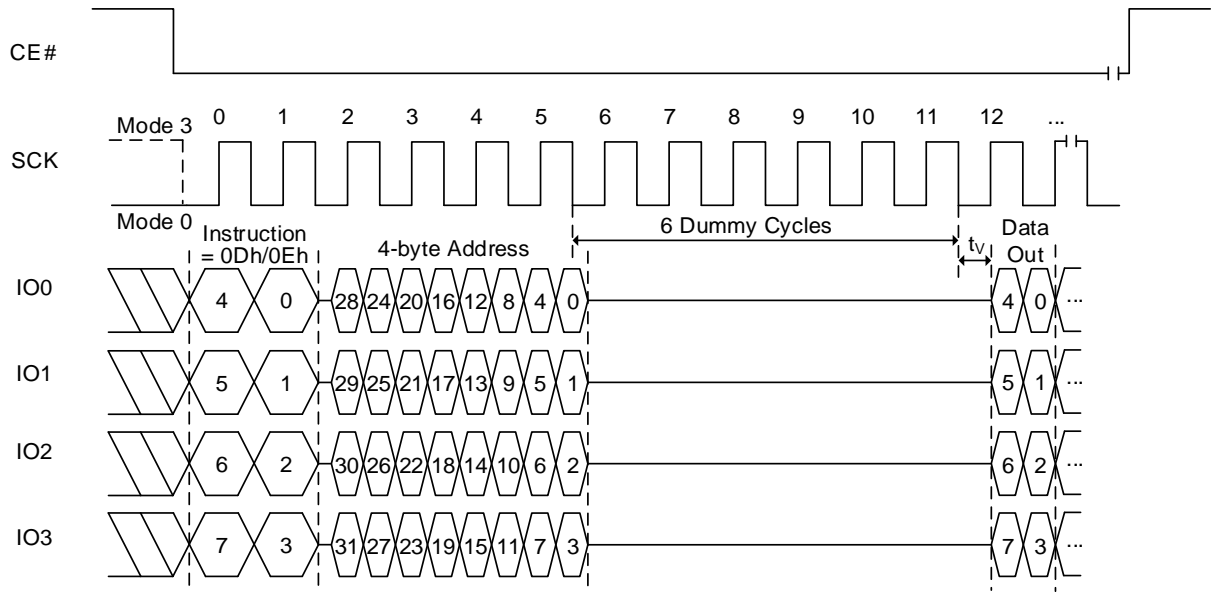 CE#
0 1 2 3 4 5 6 7 8 9 10 11 12 ...
Mode 3
SCK
Mode 0
Instruction
= 0Dh/0Eh
4-byte Address
6 Dummy Cycles
tV
Data
Out
IO0 4 0 28 24 20 16 12 8 4 0 4 0 ...
IO1 5 1 29 25 21 17 13 9 5 1 5 1 ...
IO2 6 2 30 26 22 18 14 10 6 2 6 2 ...
IO3 7 3 31 27 23 19 15 11 7 3 7 3 ...